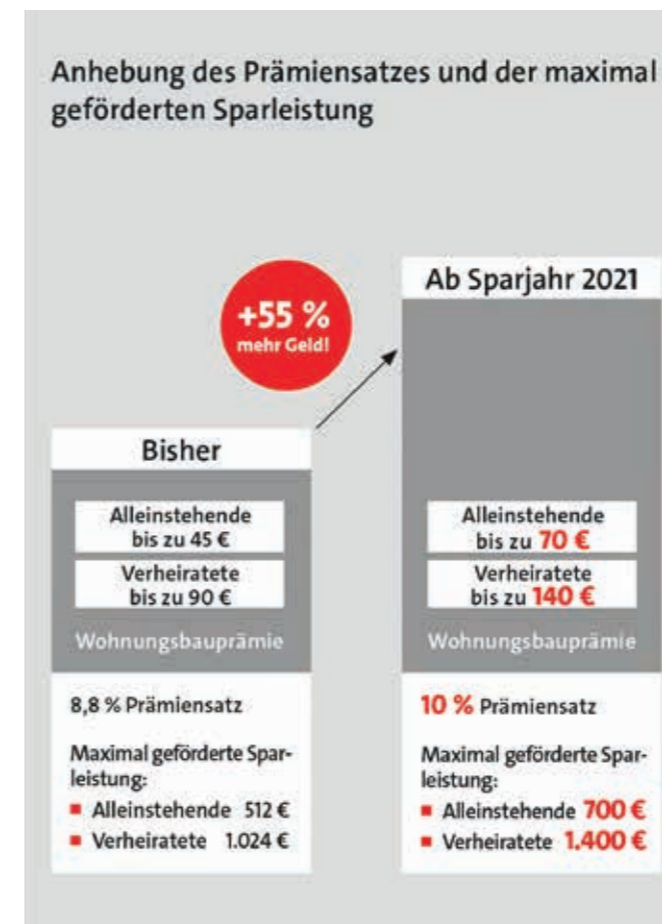 Anhebung des Prämiensatzes und der maximal
geförderten Sparleistung
+55 %
mehr Geld!
Bisher
Alleinstehende
bis zu 45 €
Verheiratete
bis zu 90 €
Wohnungsbauprämie
8,8 % Prämiensatz
Maximal geförderte Spar-
leistung:
Alleinstehende 512 €
Verheiratete 1.024 €
Ab Sparjahr 2021
Alleinstehende
bis zu 70 €
Verheiratete
bis zu 140 €
Wohnungsbauprämie
10 % Prämiensatz
Maximal geförderte Spar-
leistung:
Alleinstehende 700 €
Verheiratete 1.400 €